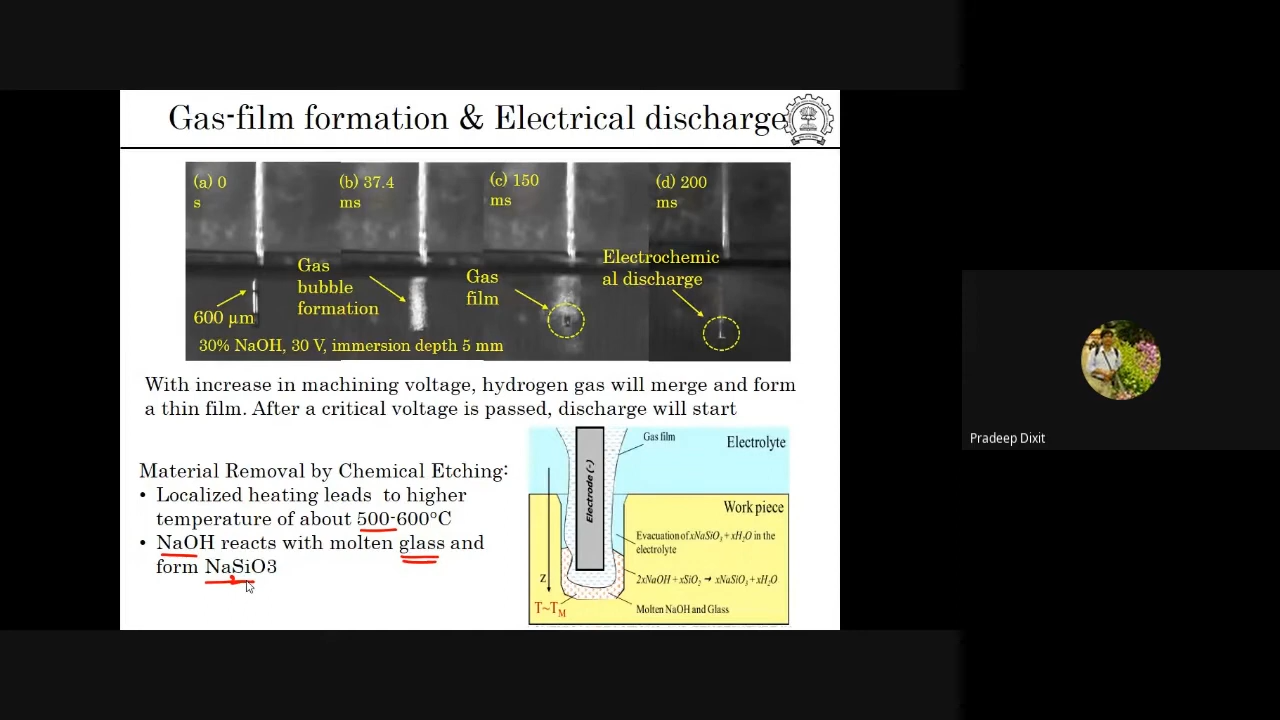 Gas-film formation & Electrical discharge
(a) 0
s
(b) 37.4
ms
(c) 150
ms
(d) 200
ms
Gas
bubble
formation
Gas
film
Electrochemic
al discharge
600 µm
30% NaOH, 30 V, immersion depth 5 mm
With increase in machining voltage, hydrogen gas will merge and form
a thin film. After a critical voltage is passed, discharge will start
Material Removal by Chemical Etching:
• Localized heating leads to higher
temperature of about 500-600°C
• NaOH reacts with molten glass and
form NaSiO3
Gas film
Electrolyte
Electrode (-)
Work piece
Evacuation of xNaSiO₃ + xH₂O in the
electrolyte
2xNaOH + xSiO₂ → xNaSiO₃ + xH₂O
z
T~T_M
Molten NaOH and Glass
Pradeep Dixit